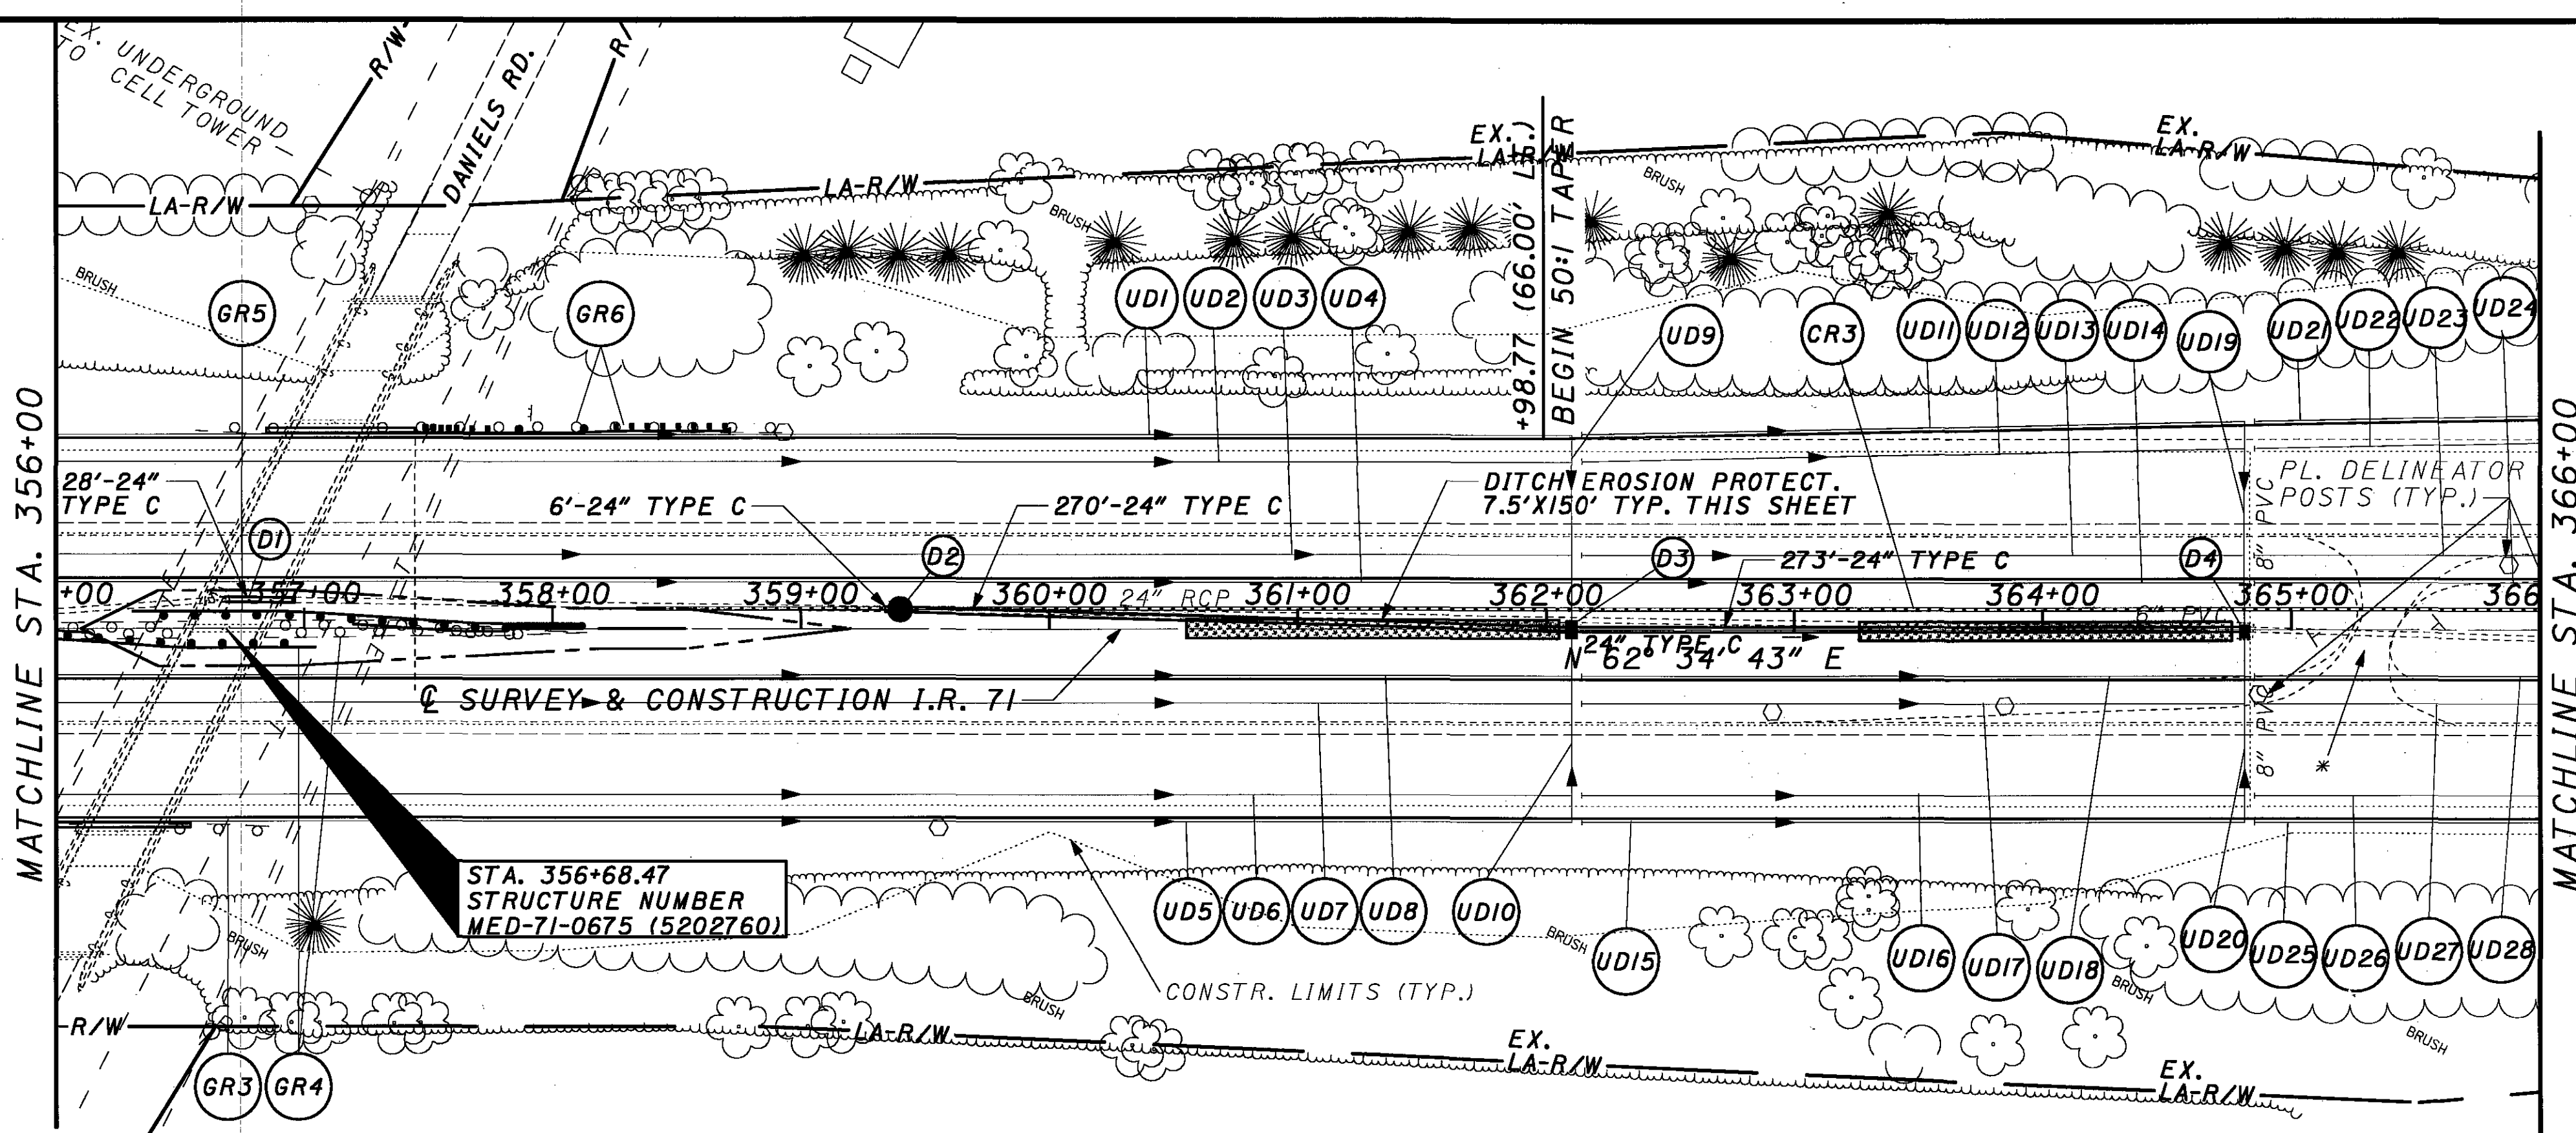 EX. UNDERGROUND
TO CELL TOWER
R/W
DANIELS RD.
R/
EX.
LA-R/W
EX.
LA-R/W
LA-R/W
LA-R/W
BRUSH
BRUSH
BRUSH
+98.77 (66.00' LT.)
BEGIN 50:1 TAPER
GR5
GR6
UD1
UD2
UD3
UD4
UD9
CR3
UD11
UD12
UD13
UD14
UD19
UD21
UD22
UD23
UD24
MATCHLINE STA. 356+00
MATCHLINE STA. 366+00
28'-24"
TYPE C
D1
6'-24" TYPE C
D2
270'-24" TYPE C
DITCH EROSION PROTECT.
7.5'X150' TYP. THIS SHEET
D3
273'-24" TYPE C
D4
8" PVC
PL. DELINEATOR
POSTS (TYP.)
+00
357+00
358+00
359+00
360+00
24" RCP
361+00
362+00
363+00
364+00
365+00
366
6" PVC
24" TYPE C
N 62° 34' 43" E
℄ SURVEY & CONSTRUCTION I.R. 71
8" PVC
*
STA. 356+68.47
STRUCTURE NUMBER
MED-71-0675 (5202760)
UD5
UD6
UD7
UD8
UD10
UD15
UD16
UD17
UD18
UD20
UD25
UD26
UD27
UD28
BRUSH
BRUSH
BRUSH
BRUSH
BRUSH
CONSTR. LIMITS (TYP.)
R/W
LA-R/W
EX.
LA-R/W
EX.
LA-R/W
GR3
GR4